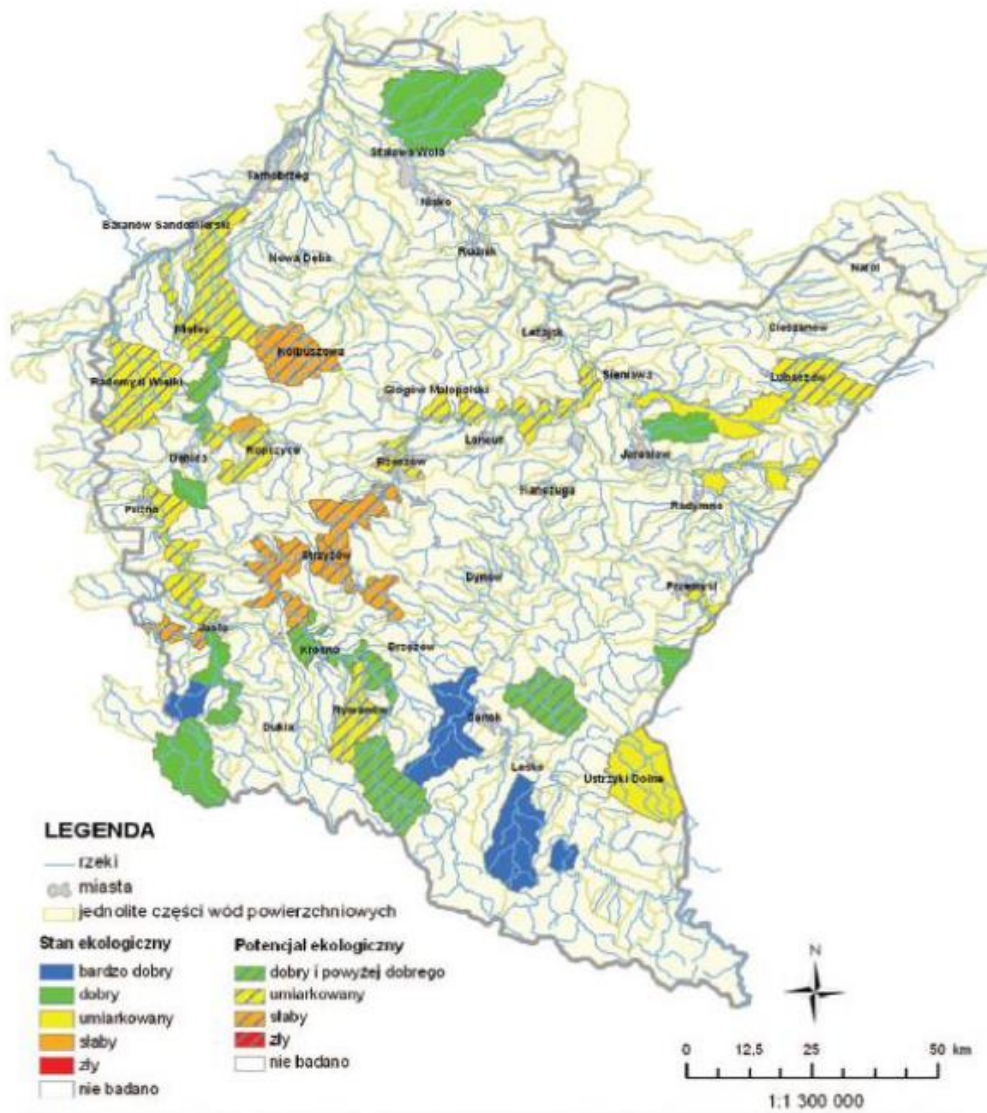 Stalowa Wola
Tarnobrzeg
Nisko
Baranów Sandomierski
Rudnik
Nowa Dęba
Narol
Leżajsk
Cieszanów
Mielec
Kolbuszowa
Radomyśl Wielki
Sieniawa
Lubaczów
Głogów Małopolski
Łańcut
Ropczyce
Dębica
Jarosław
Rzeszów
Kańczuga
Pilzno
Radymno
Strzyżów
Dynów
Przemyśl
Jasło
Krosno
Brzozów
Rymanów
Sanok
Dukla
Lesko
Ustrzyki Dolne
LEGENDA
rzeki
miasta
jednolite części wód powierzchniowych
Stan ekologiczny
bardzo dobry
dobry
umiarkowany
słaby
zły
nie badano
Potencjał ekologiczny
dobry i powyżej dobrego
umiarkowany
słaby
zły
nie badano
N
0 12,5 25 50 km
1:1 300 000